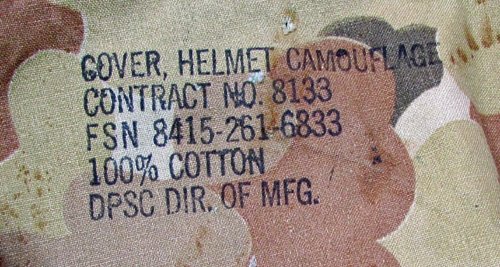 COVER, HELMET, CAMOUFLAGE
CONTRACT NO. 8133
FSN 8415-261-6833
100% COTTON
DPSC DIR. OF MFG.